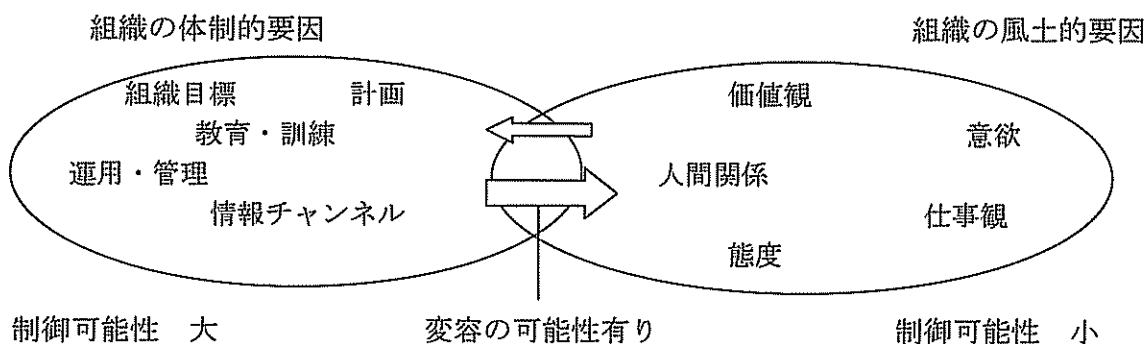 組織の体制的要因
組織の風土的要因
組織目標 計画
教育・訓練
運用・管理
情報チャンネル
価値観
意欲
人間関係
仕事観
態度
制御可能性 大
変容の可能性有り
制御可能性 小